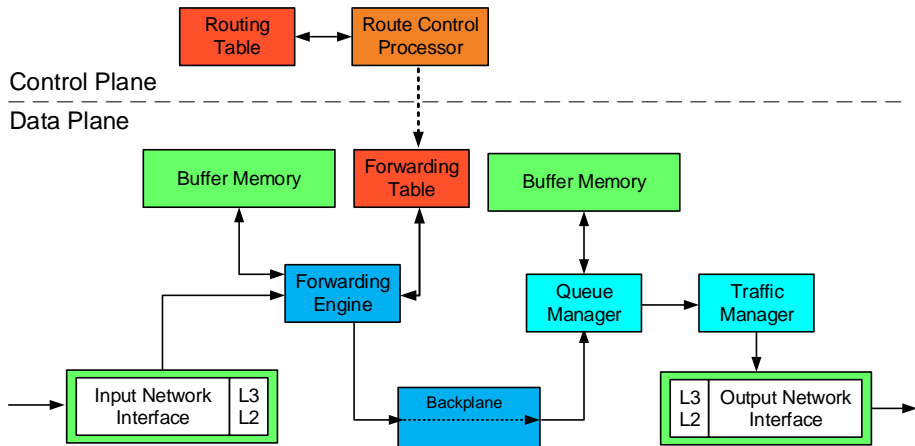 Routing
Table
Route Control
Processor
Control Plane
Data Plane
Buffer Memory
Forwarding
Table
Buffer Memory
Forwarding
Engine
Queue
Manager
Traffic
Manager
Input Network
Interface
L3
L2
Backplane
L3
L2
Output Network
Interface